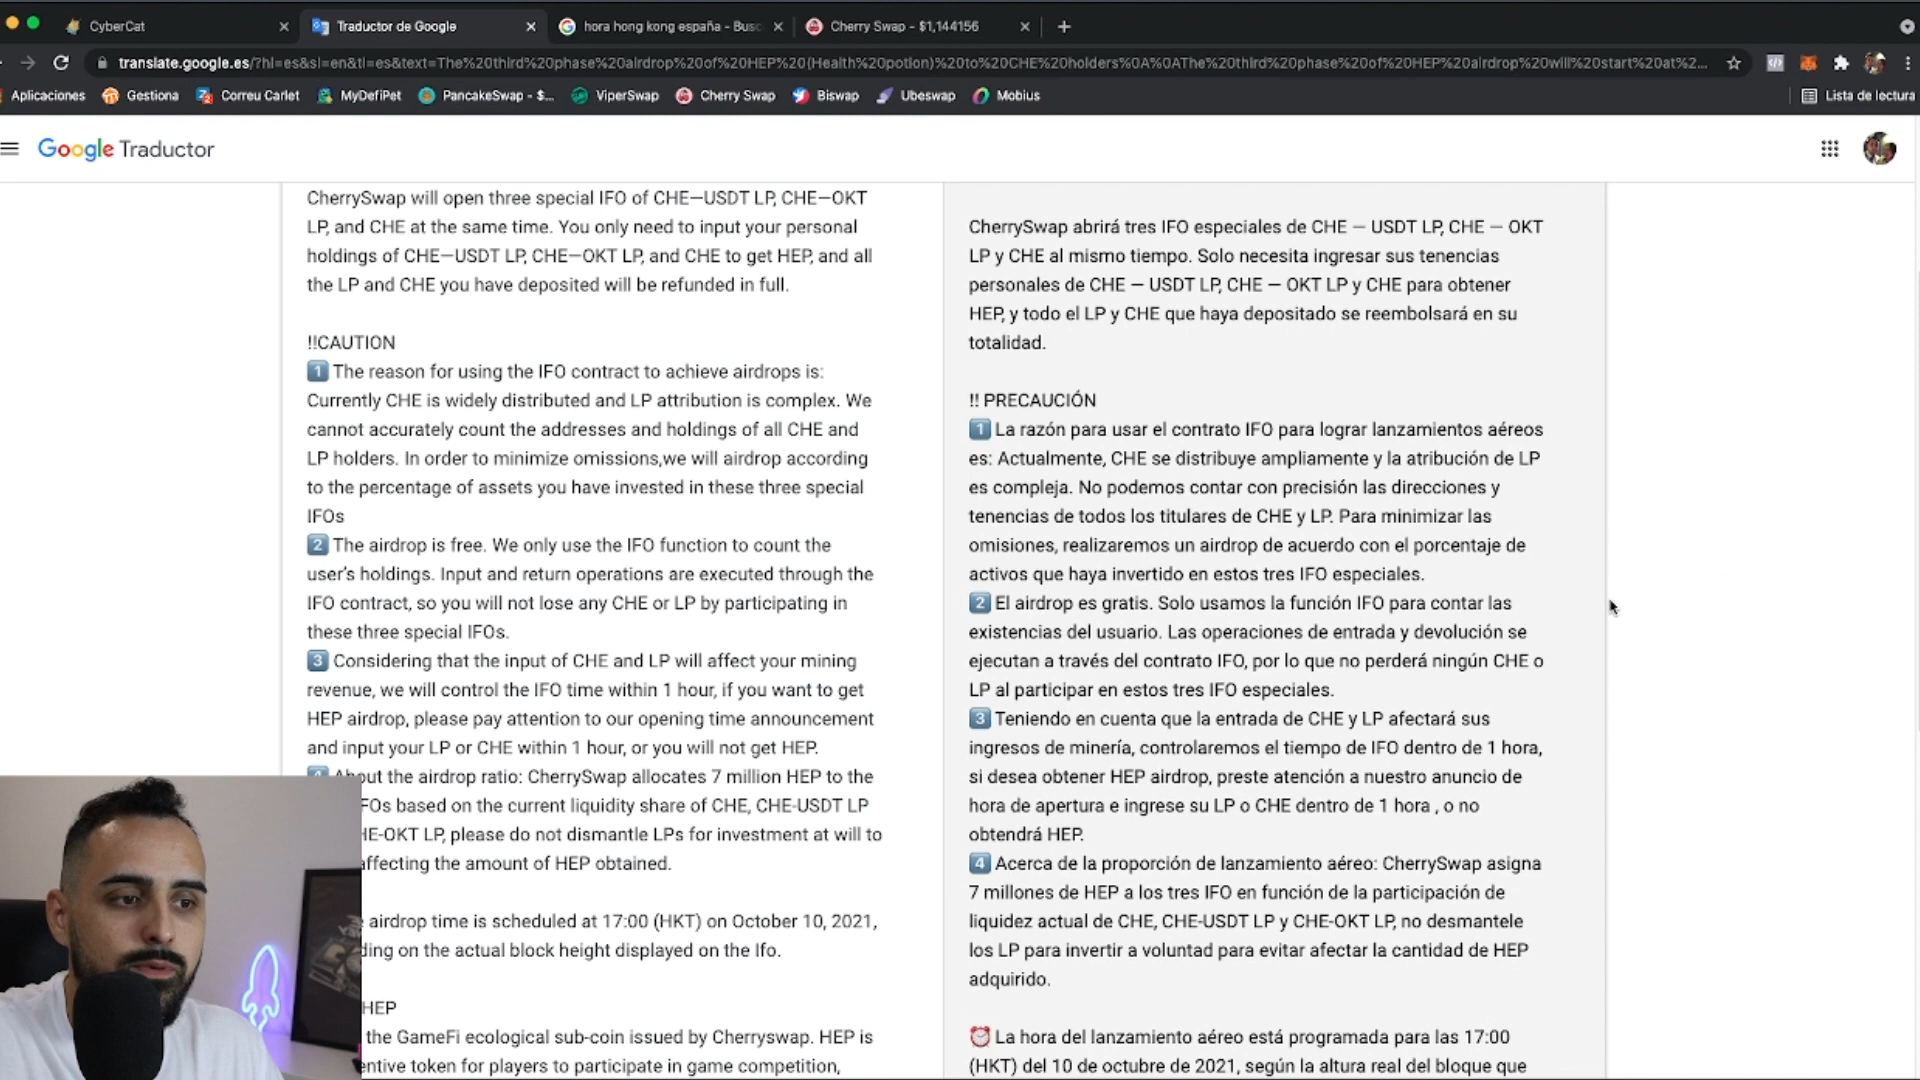 CyberCat
Traductor de Google
hora hong kong españa - Bus
Cherry Swap - $1,144156
translate.google.es/?hl=es&sl=en&tl=es&text=The%20third%20phase%20airdrop%20of%20HEP%20(Health%20potion)%20to%20CHE%20holders%0A%0AThe%20third%20phase%20of%20HEP%20airdrop%20will%20start%20at%2...
Aplicaciones
Gestiona
Correu Carlet
MyDefiPet
PancakeSwap - $...
ViperSwap
Cherry Swap
Biswap
Ubeswap
Mobius
Lista de lectura
Google Traductor
CherrySwap will open three special IFO of CHE—USDT LP, CHE—OKT
LP, and CHE at the same time. You only need to input your personal
holdings of CHE—USDT LP, CHE—OKT LP, and CHE to get HEP, and all
the LP and CHE you have deposited will be refunded in full.
!!CAUTION
1 The reason for using the IFO contract to achieve airdrops is:
Currently CHE is widely distributed and LP attribution is complex. We
cannot accurately count the addresses and holdings of all CHE and
LP holders. In order to minimize omissions,we will airdrop according
to the percentage of assets you have invested in these three special
IFOs
2 The airdrop is free. We only use the IFO function to count the
user's holdings. Input and return operations are executed through the
IFO contract, so you will not lose any CHE or LP by participating in
these three special IFOs.
3 Considering that the input of CHE and LP will affect your mining
revenue, we will control the IFO time within 1 hour, if you want to get
HEP airdrop, please pay attention to our opening time announcement
and input your LP or CHE within 1 hour, or you will not get HEP.
4 About the airdrop ratio: CherrySwap allocates 7 million HEP to the
FOs based on the current liquidity share of CHE, CHE-USDT LP
HE-OKT LP, please do not dismantle LPs for investment at will to
affecting the amount of HEP obtained.
airdrop time is scheduled at 17:00 (HKT) on October 10, 2021,
ding on the actual block height displayed on the Ifo.
HEP
the GameFi ecological sub-coin issued by Cherryswap. HEP is
entive token for players to participate in game competition,
CherrySwap abrirá tres IFO especiales de CHE — USDT LP, CHE — OKT
LP y CHE al mismo tiempo. Solo necesita ingresar sus tenencias
personales de CHE — USDT LP, CHE — OKT LP y CHE para obtener
HEP, y todo el LP y CHE que haya depositado se reembolsará en su
totalidad.
!! PRECAUCIÓN
1 La razón para usar el contrato IFO para lograr lanzamientos aéreos
es: Actualmente, CHE se distribuye ampliamente y la atribución de LP
es compleja. No podemos contar con precisión las direcciones y
tenencias de todos los titulares de CHE y LP. Para minimizar las
omisiones, realizaremos un airdrop de acuerdo con el porcentaje de
activos que haya invertido en estos tres IFO especiales.
2 El airdrop es gratis. Solo usamos la función IFO para contar las
existencias del usuario. Las operaciones de entrada y devolución se
ejecutan a través del contrato IFO, por lo que no perderá ningún CHE o
LP al participar en estos tres IFO especiales.
3 Teniendo en cuenta que la entrada de CHE y LP afectará sus
ingresos de minería, controlaremos el tiempo de IFO dentro de 1 hora,
si desea obtener HEP airdrop, preste atención a nuestro anuncio de
hora de apertura e ingrese su LP o CHE dentro de 1 hora , o no
obtendrá HEP.
4 Acerca de la proporción de lanzamiento aéreo: CherrySwap asigna
7 millones de HEP a los tres IFO en función de la participación de
liquidez actual de CHE, CHE-USDT LP y CHE-OKT LP, no desmantele
los LP para invertir a voluntad para evitar afectar la cantidad de HEP
adquirido.
⏰ La hora del lanzamiento aéreo está programada para las 17:00
(HKT) del 10 de octubre de 2021, según la altura real del bloque que